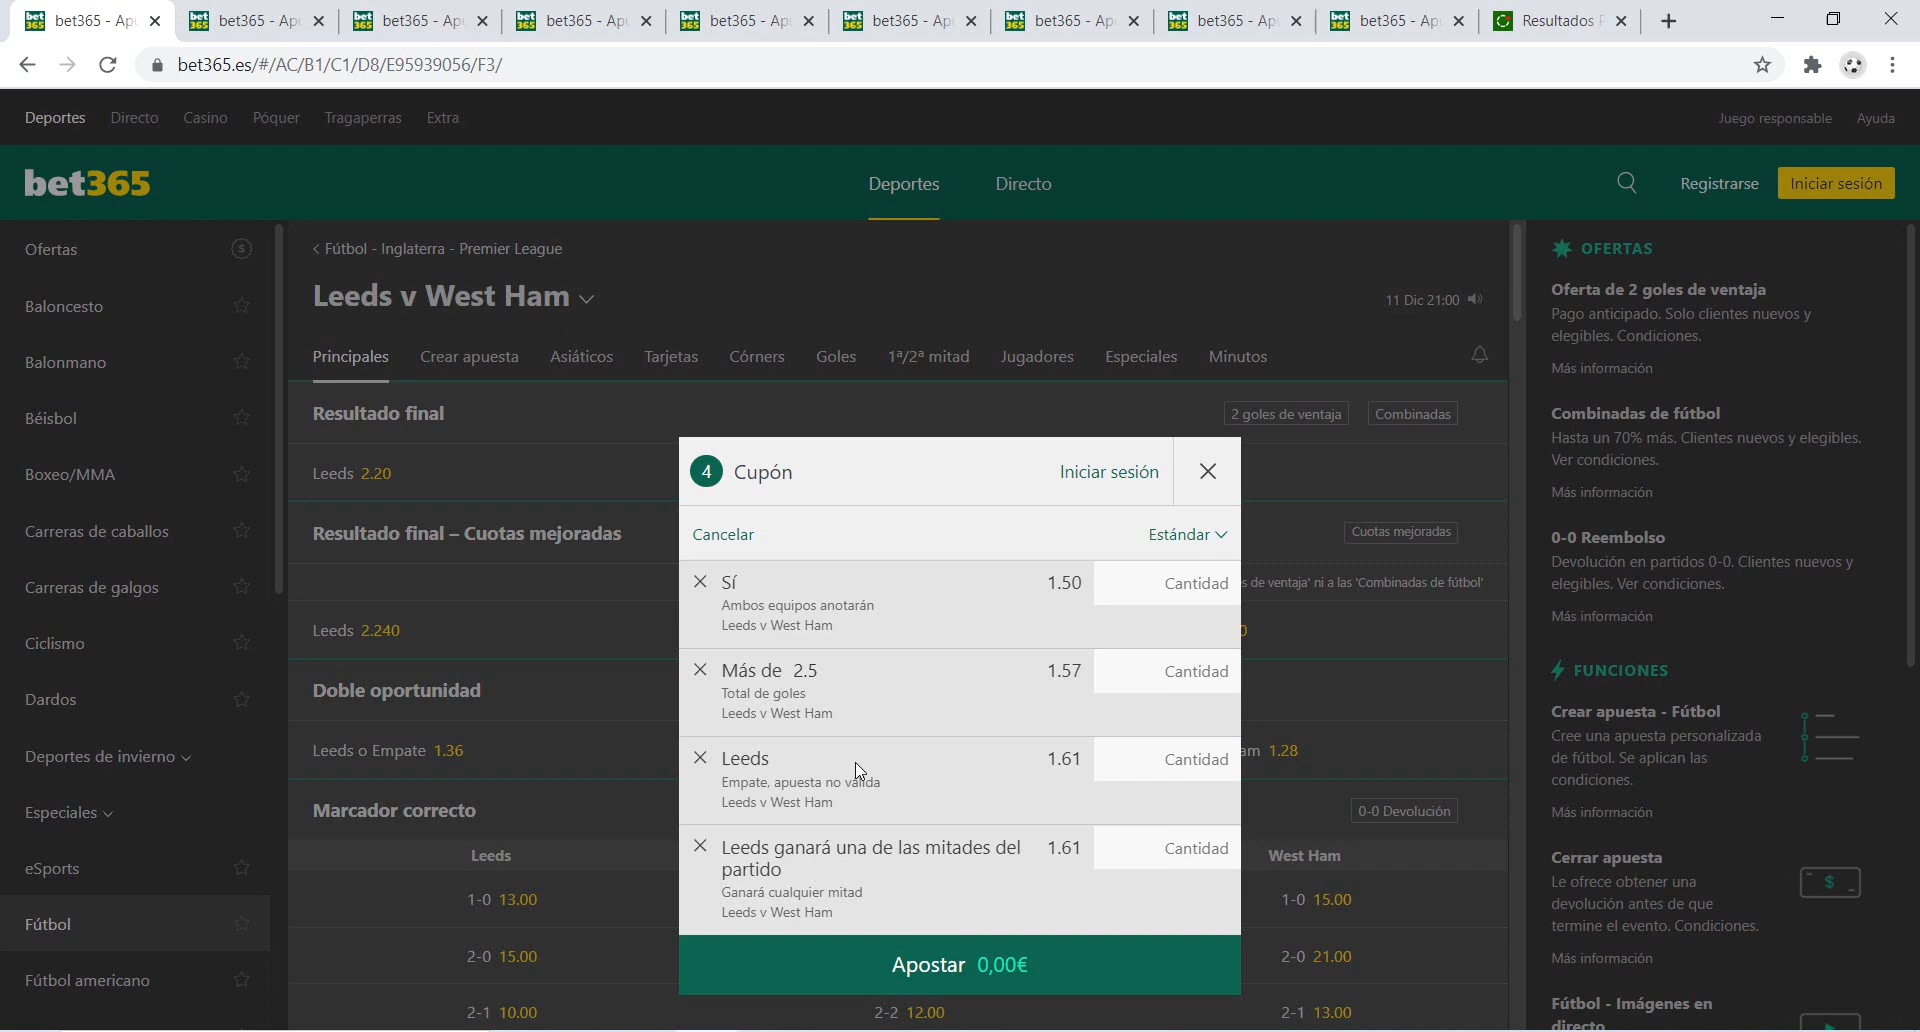 bet365 - Apu
bet365 - Apu
bet365 - Apu
bet365 - Apu
bet365 - Apu
bet365 - Apu
bet365 - Apu
bet365 - Apu
bet365 - Apu
Resultados
bet365.es/#/AC/B1/C1/D8/E95939056/F3/
Deportes Directo Casino Póquer Tragaperras Extra
Juego responsable Ayuda
bet365
Deportes Directo
Registrarse Iniciar sesión
Ofertas
Baloncesto
Balonmano
Béisbol
Boxeo/MMA
Carreras de caballos
Carreras de galgos
Ciclismo
Dardos
Deportes de invierno
Especiales
eSports
Fútbol
Fútbol americano
< Fútbol - Inglaterra - Premier League
Leeds v West Ham
11 Dic 21:00
Principales Crear apuesta Asiáticos Tarjetas Córners Goles 1ª/2ª mitad Jugadores Especiales Minutos
Resultado final
2 goles de ventaja Combinadas
Leeds 2.20
Resultado final – Cuotas mejoradas
Cuotas mejoradas
de ventaja' ni a las 'Combinadas de fútbol'
Leeds 2.240
Doble oportunidad
Leeds o Empate 1.36
am 1.28
Marcador correcto
0-0 Devolución
Leeds
West Ham
1-0 13.00
1-0 15.00
2-0 15.00
2-0 21.00
2-1 10.00
2-2 12.00
2-1 13.00
4 Cupón
Iniciar sesión
Cancelar
Estándar
Sí 1.50 Cantidad
Ambos equipos anotarán
Leeds v West Ham
Más de 2.5 1.57 Cantidad
Total de goles
Leeds v West Ham
Leeds 1.61 Cantidad
Empate, apuesta no válida
Leeds v West Ham
Leeds ganará una de las mitades del 1.61 Cantidad
partido
Ganará cualquier mitad
Leeds v West Ham
Apostar 0,00€
OFERTAS
Oferta de 2 goles de ventaja
Pago anticipado. Solo clientes nuevos y
elegibles. Condiciones.
Más información
Combinadas de fútbol
Hasta un 70% más. Clientes nuevos y elegibles.
Ver condiciones.
Más información
0-0 Reembolso
Devolución en partidos 0-0. Clientes nuevos y
elegibles. Ver condiciones.
Más información
FUNCIONES
Crear apuesta - Fútbol
Cree una apuesta personalizada
de fútbol. Se aplican las
condiciones.
Más información
Cerrar apuesta
Le ofrece obtener una
devolución antes de que
termine el evento. Condiciones.
Más información
Fútbol - Imágenes en
directo